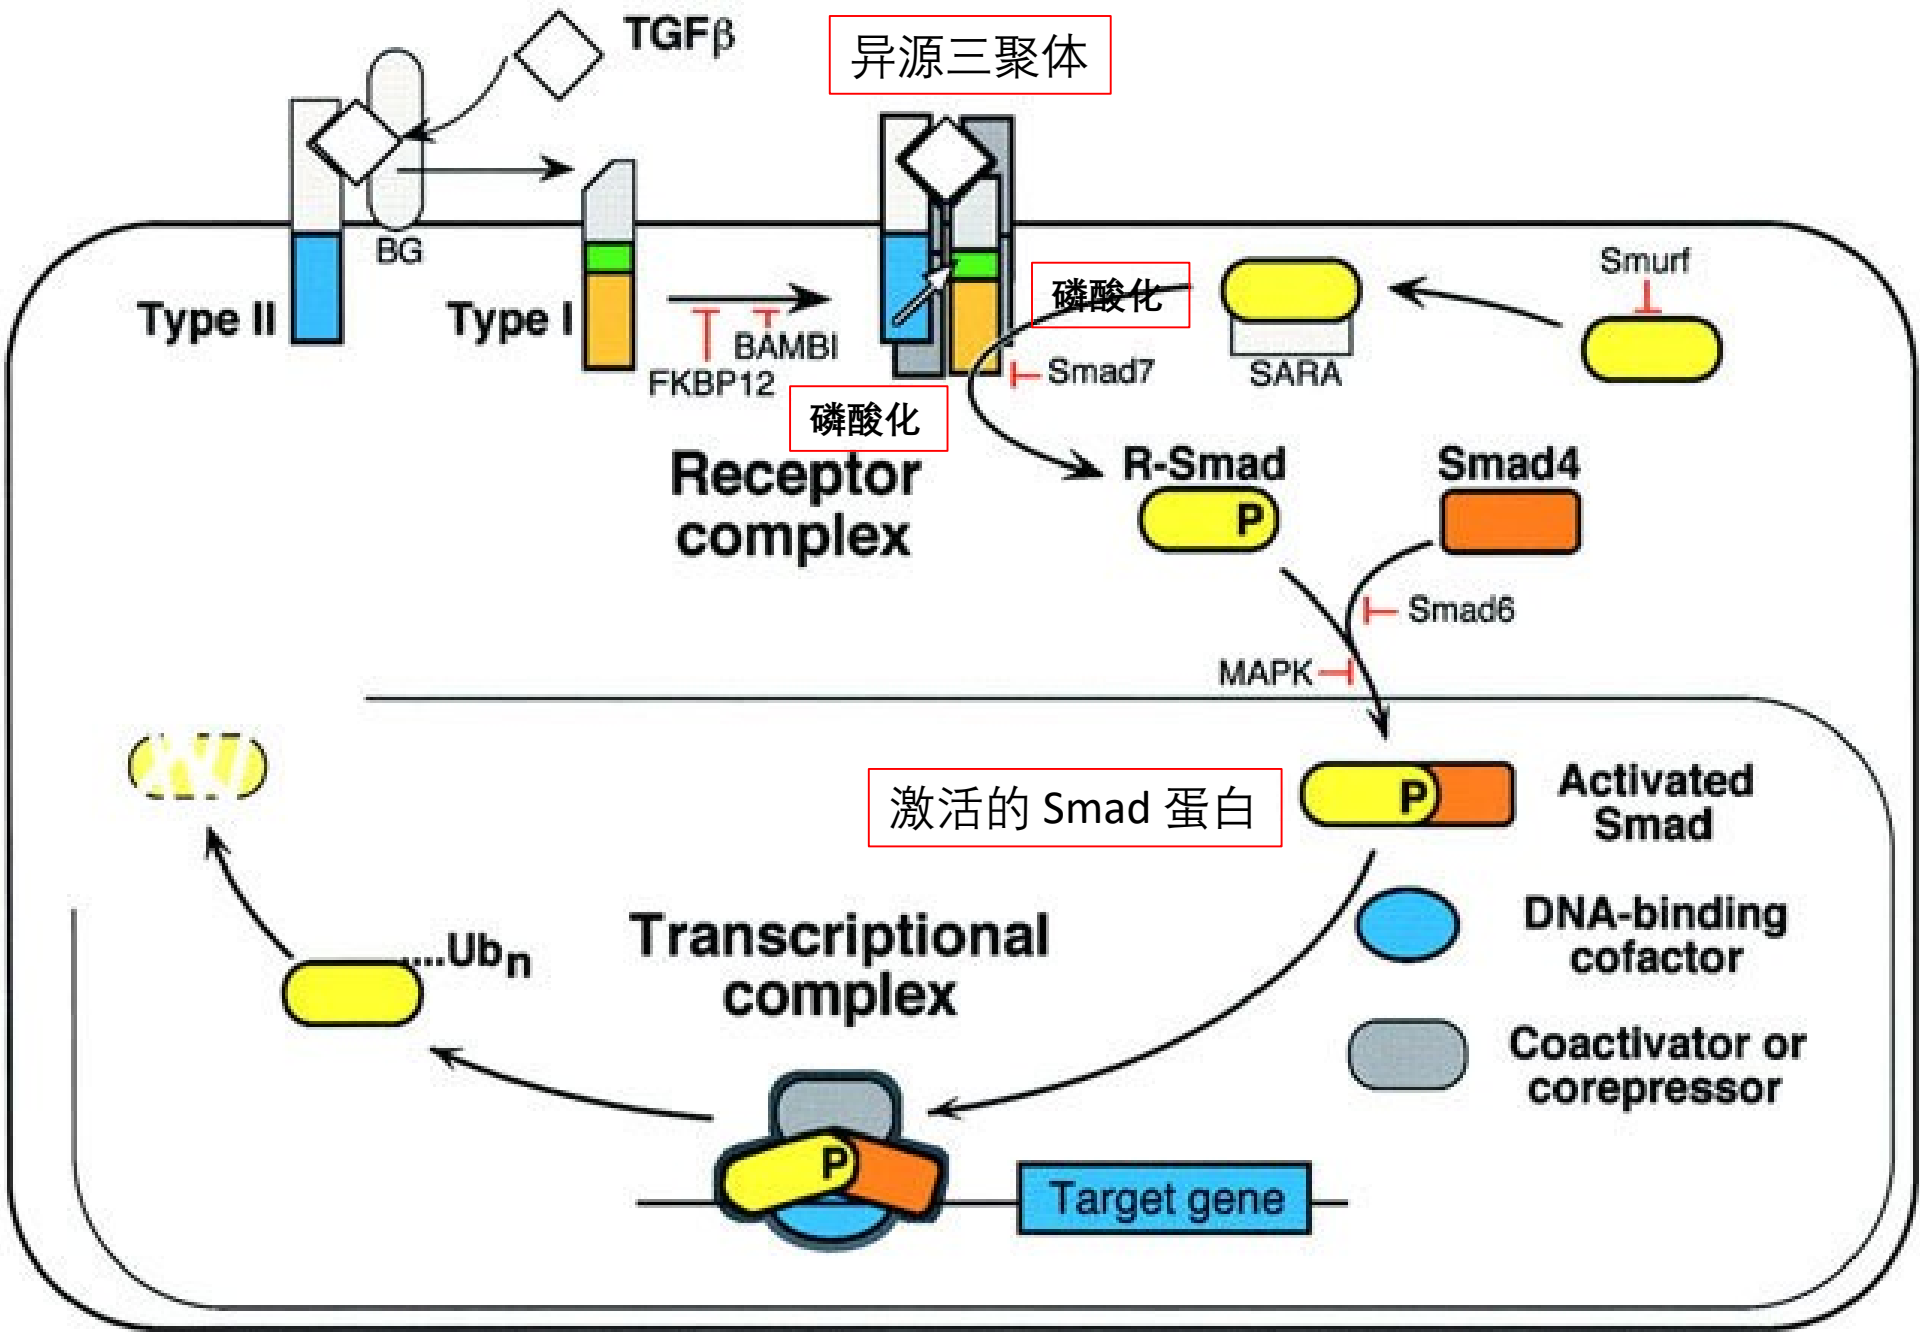 TGFβ
异源三聚体
BG
Type II
Type I
BAMBI
FKBP12
磷酸化
Smad7
SARA
Smurf
磷酸化
Receptor
complex
R-Smad
P
Smad4
Smad6
MAPK
激活的 Smad 蛋白
P
Activated
Smad
DNA-binding
cofactor
Coactivator or
corepressor
....Ubn
Transcriptional
complex
P
Target gene